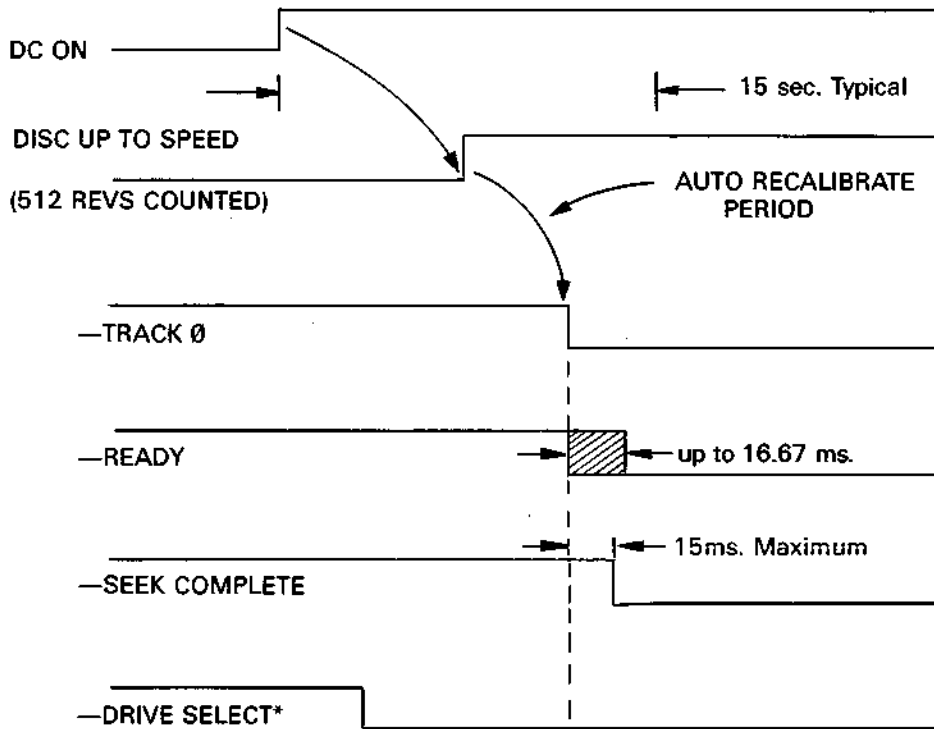 DC ON
15 sec. Typical
DISC UP TO SPEED
(512 REVS COUNTED)
AUTO RECALIBRATE
PERIOD
—TRACK Ø
—READY
up to 16.67 ms.
15ms. Maximum
—SEEK COMPLETE
—DRIVE SELECT*